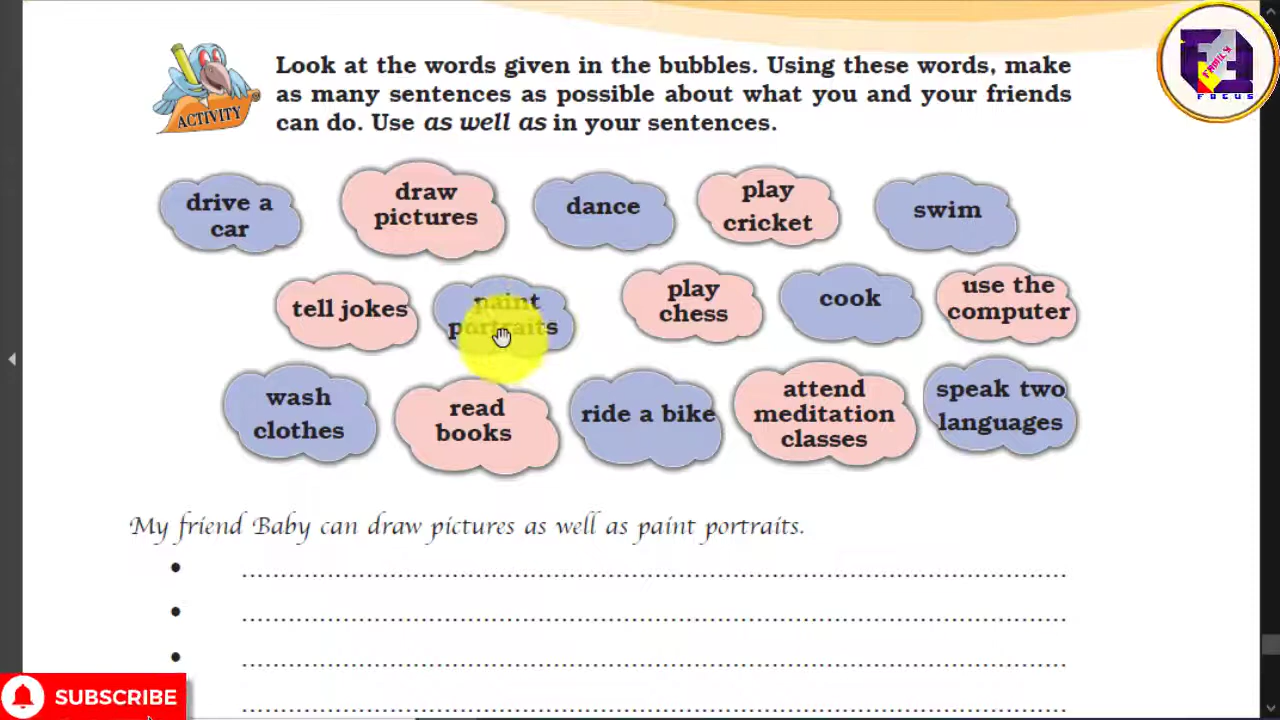 Look at the words given in the bubbles. Using these words, make
as many sentences as possible about what you and your friends
can do. Use as well as in your sentences.
ACTIVITY
FAMILY
FOCUS
drive a
car
draw
pictures
dance
play
cricket
swim
tell jokes
paint
portraits
play
chess
cook
use the
computer
wash
clothes
read
books
ride a bike
attend
meditation
classes
speak two
languages
My friend Baby can draw pictures as well as paint portraits.
• ........................................................................................................
• ........................................................................................................
• ........................................................................................................
........................................................................................................
SUBSCRIBE